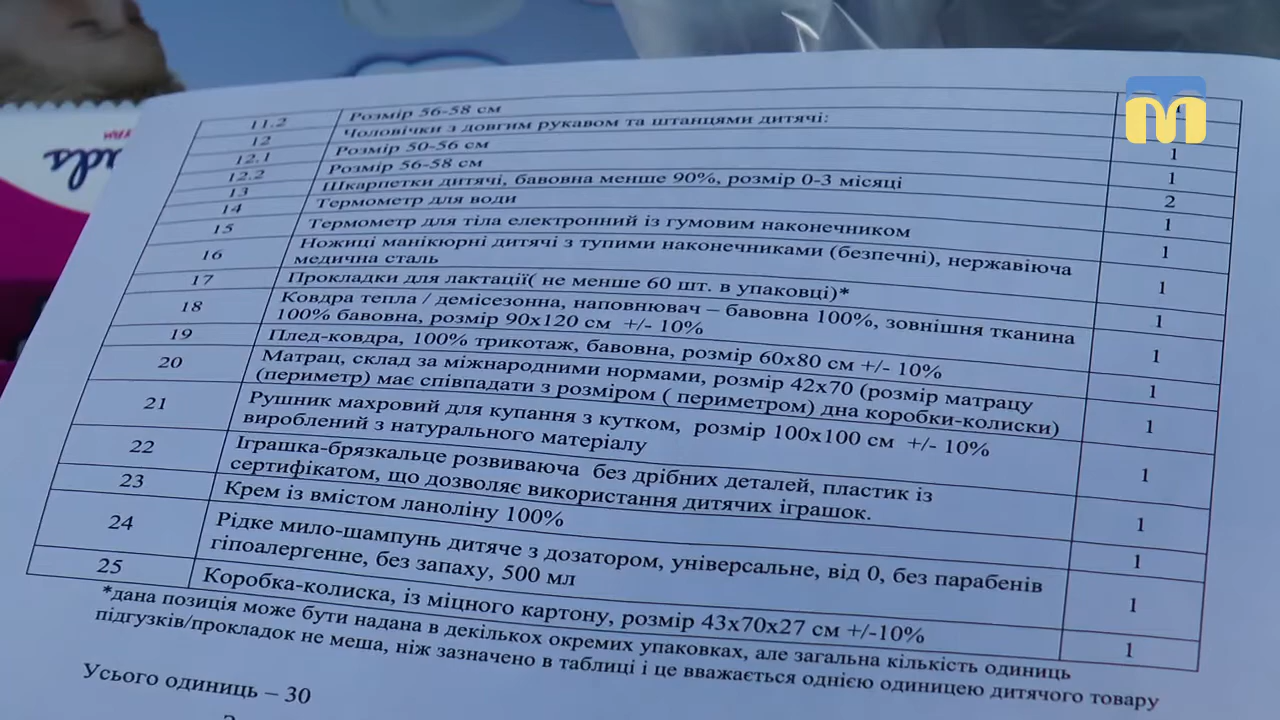 11.2 Розмір 56-58 см
12 Чоловічки з довгим рукавом та штанцями дитячі:
12.1 Розмір 50-56 см 1
12.2 Розмір 56-58 см 1
13 Шкарпетки дитячі, бавовна менше 90%, розмір 0-3 місяці 2
14 Термометр для води 1
15 Термометр для тіла електронний із гумовим наконечником 1
16 Ножиці манікюрні дитячі з тупими наконечниками (безпечні), нержавіюча 1
медична сталь
17 Прокладки для лактації( не менше 60 шт. в упаковці)* 1
18 Ковдра тепла / демісезонна, наповнювач – бавовна 100%, зовнішня тканина 1
100% бавовна, розмір 90х120 см +/- 10%
19 Плед-ковдра, 100% трикотаж, бавовна, розмір 60х80 см +/- 10% 1
20 Матрац, склад за міжнародними нормами, розмір 42х70 (розмір матрацу 1
(периметр) має співпадати з розміром ( периметром) дна коробки-колиски)
21 Рушник махровий для купання з кутком, розмір 100х100 см +/- 10% 1
вироблений з натурального матеріалу
22 Іграшка-брязкальце розвиваюча без дрібних деталей, пластик із 1
сертифікатом, що дозволяє використання дитячих іграшок.
23 Крем із вмістом ланоліну 100% 1
24 Рідке мило-шампунь дитяче з дозатором, універсальне, від 0, без парабенів 1
гіпоалергенне, без запаху, 500 мл
25 Коробка-колиска, із міцного картону, розмір 43х70х27 см +/-10% 1
*дана позиція може бути надана в декількох окремих упаковках, але загальна кількість одиниць
підгузків/прокладок не меша, ніж зазначено в таблиці і це вважається однією одиницею дитячого товару
Усього одиниць – 30